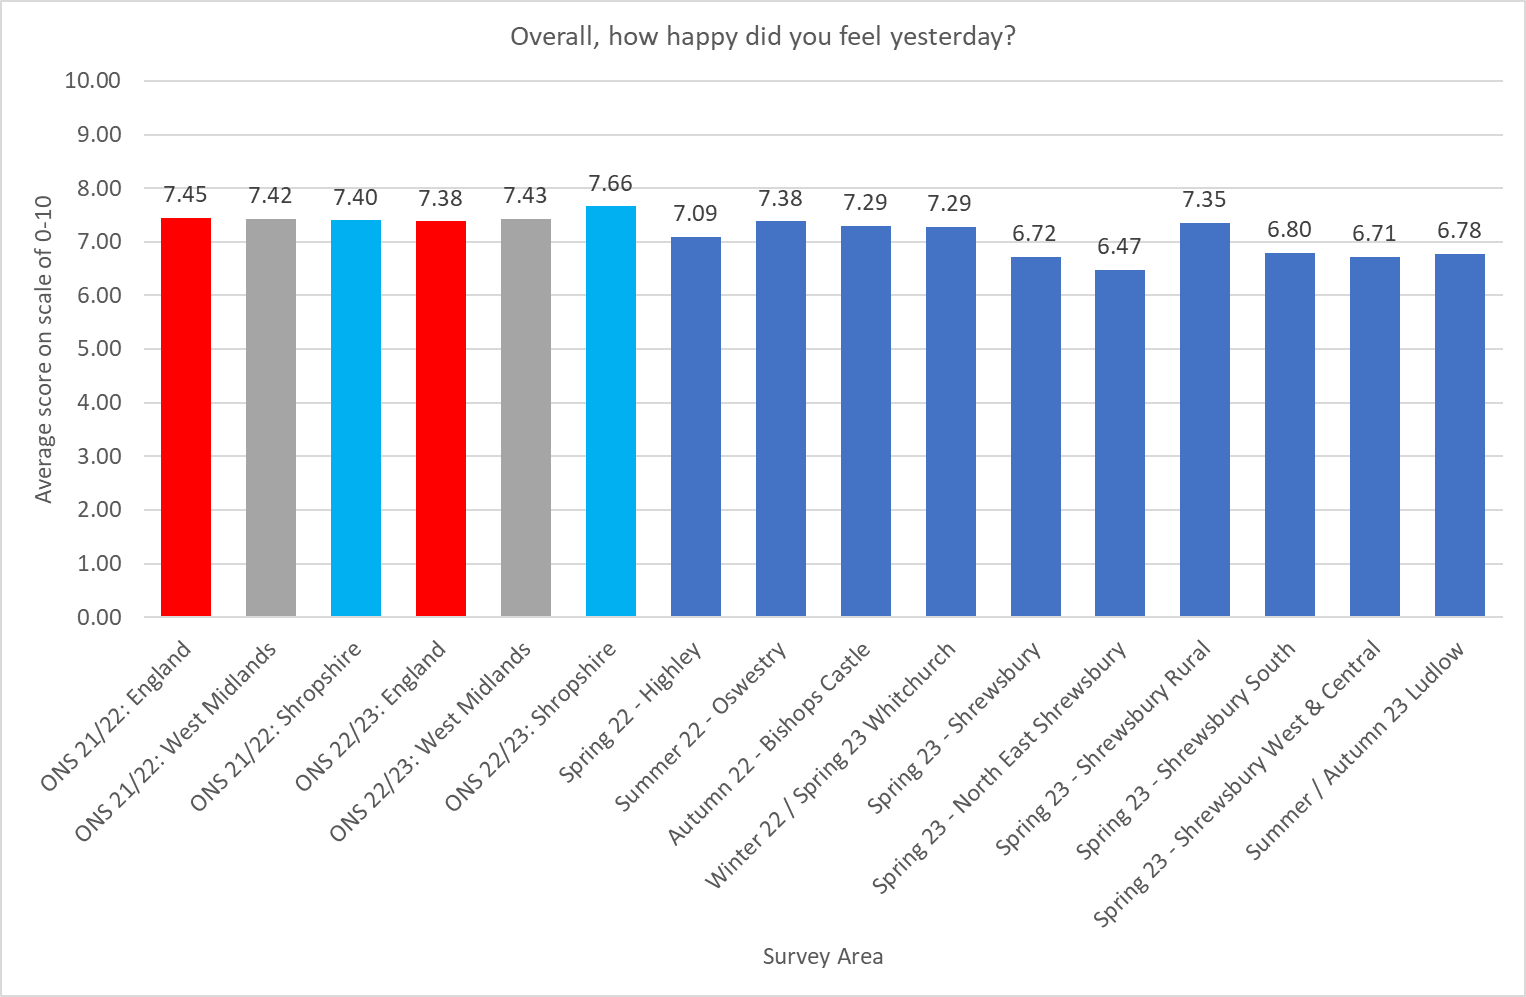 Overall, how happy did you feel yesterday?
Average score on scale of 0-10
10.00
9.00
8.00
7.00
6.00
5.00
4.00
3.00
2.00
1.00
0.00
7.45
7.42
7.40
7.38
7.43
7.66
7.09
7.38
7.29
7.29
6.72
6.47
7.35
6.80
6.71
6.78
ONS 21/22: England
ONS 21/22: West Midlands
ONS 21/22: Shropshire
ONS 22/23: England
ONS 22/23: West Midlands
ONS 22/23: Shropshire
Spring 22 - Highley
Summer 22 - Oswestry
Autumn 22 - Bishops Castle
Winter 22 / Spring 23 Whitchurch
Spring 23 - Shrewsbury
Spring 23 - North East Shrewsbury
Spring 23 - Shrewsbury Rural
Spring 23 - Shrewsbury South
Spring 23 - Shrewsbury West & Central
Summer / Autumn 23 Ludlow
Survey Area